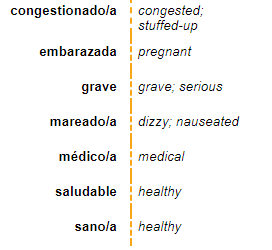 congestionado/a congested;
stuffed-up
embarazada pregnant
grave grave; serious
mareado/a dizzy; nauseated
médico/a medical
saludable healthy
sano/a healthy